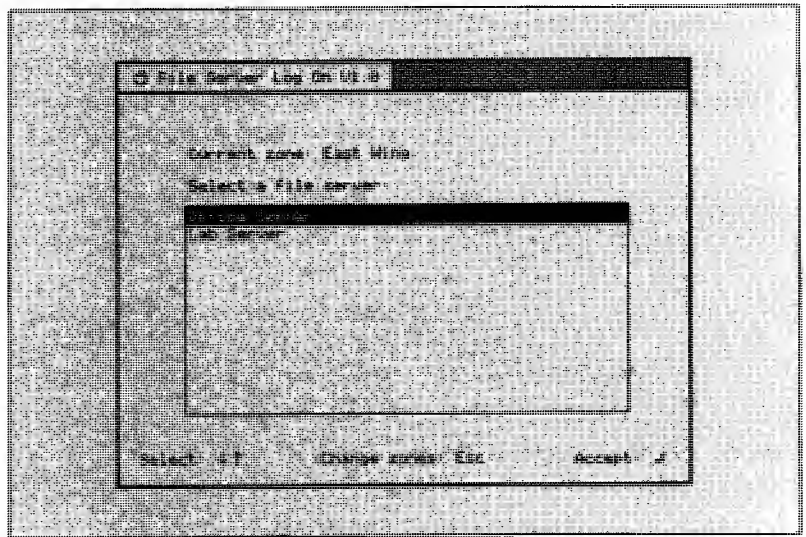 File Server Log On V1.0
Current zone: East Wing
Select a file server:
Server
Lab Server
Select: ↓↑ Change zones: Esc Accept: ↵